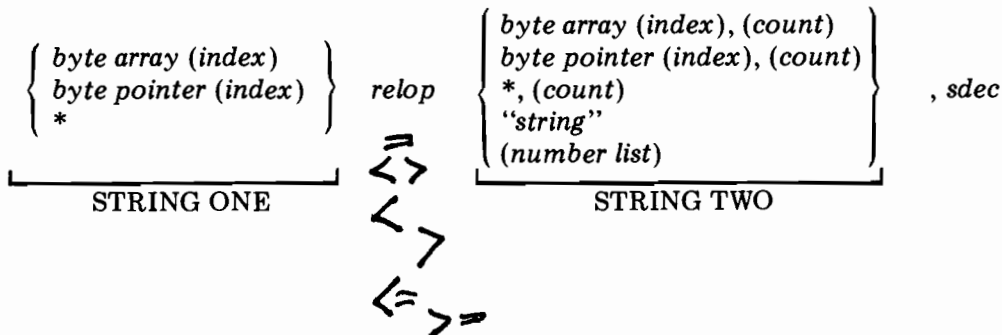 byte array (index), (count)
byte array (index)
byte pointer (index), (count)
byte pointer (index) relop *, (count) , sdec
* "string"
(number list)
=
<>
STRING ONE STRING TWO
<
>
<=
>=